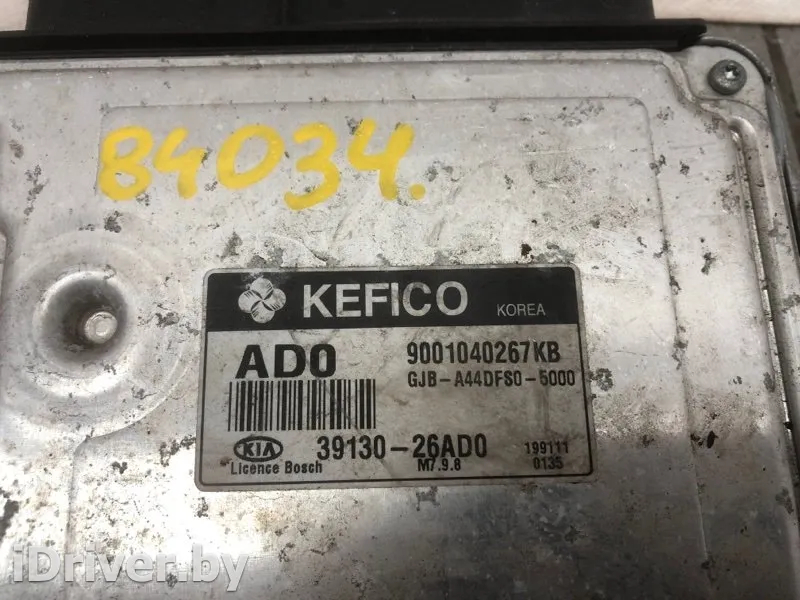 84034.
KEFICO KOREA
AD0 9001040267KB
GJB-A44DFS0-5000
KIA 39130-26AD0 199111
Licence Bosch M7.9.8 0135
iDriver.by